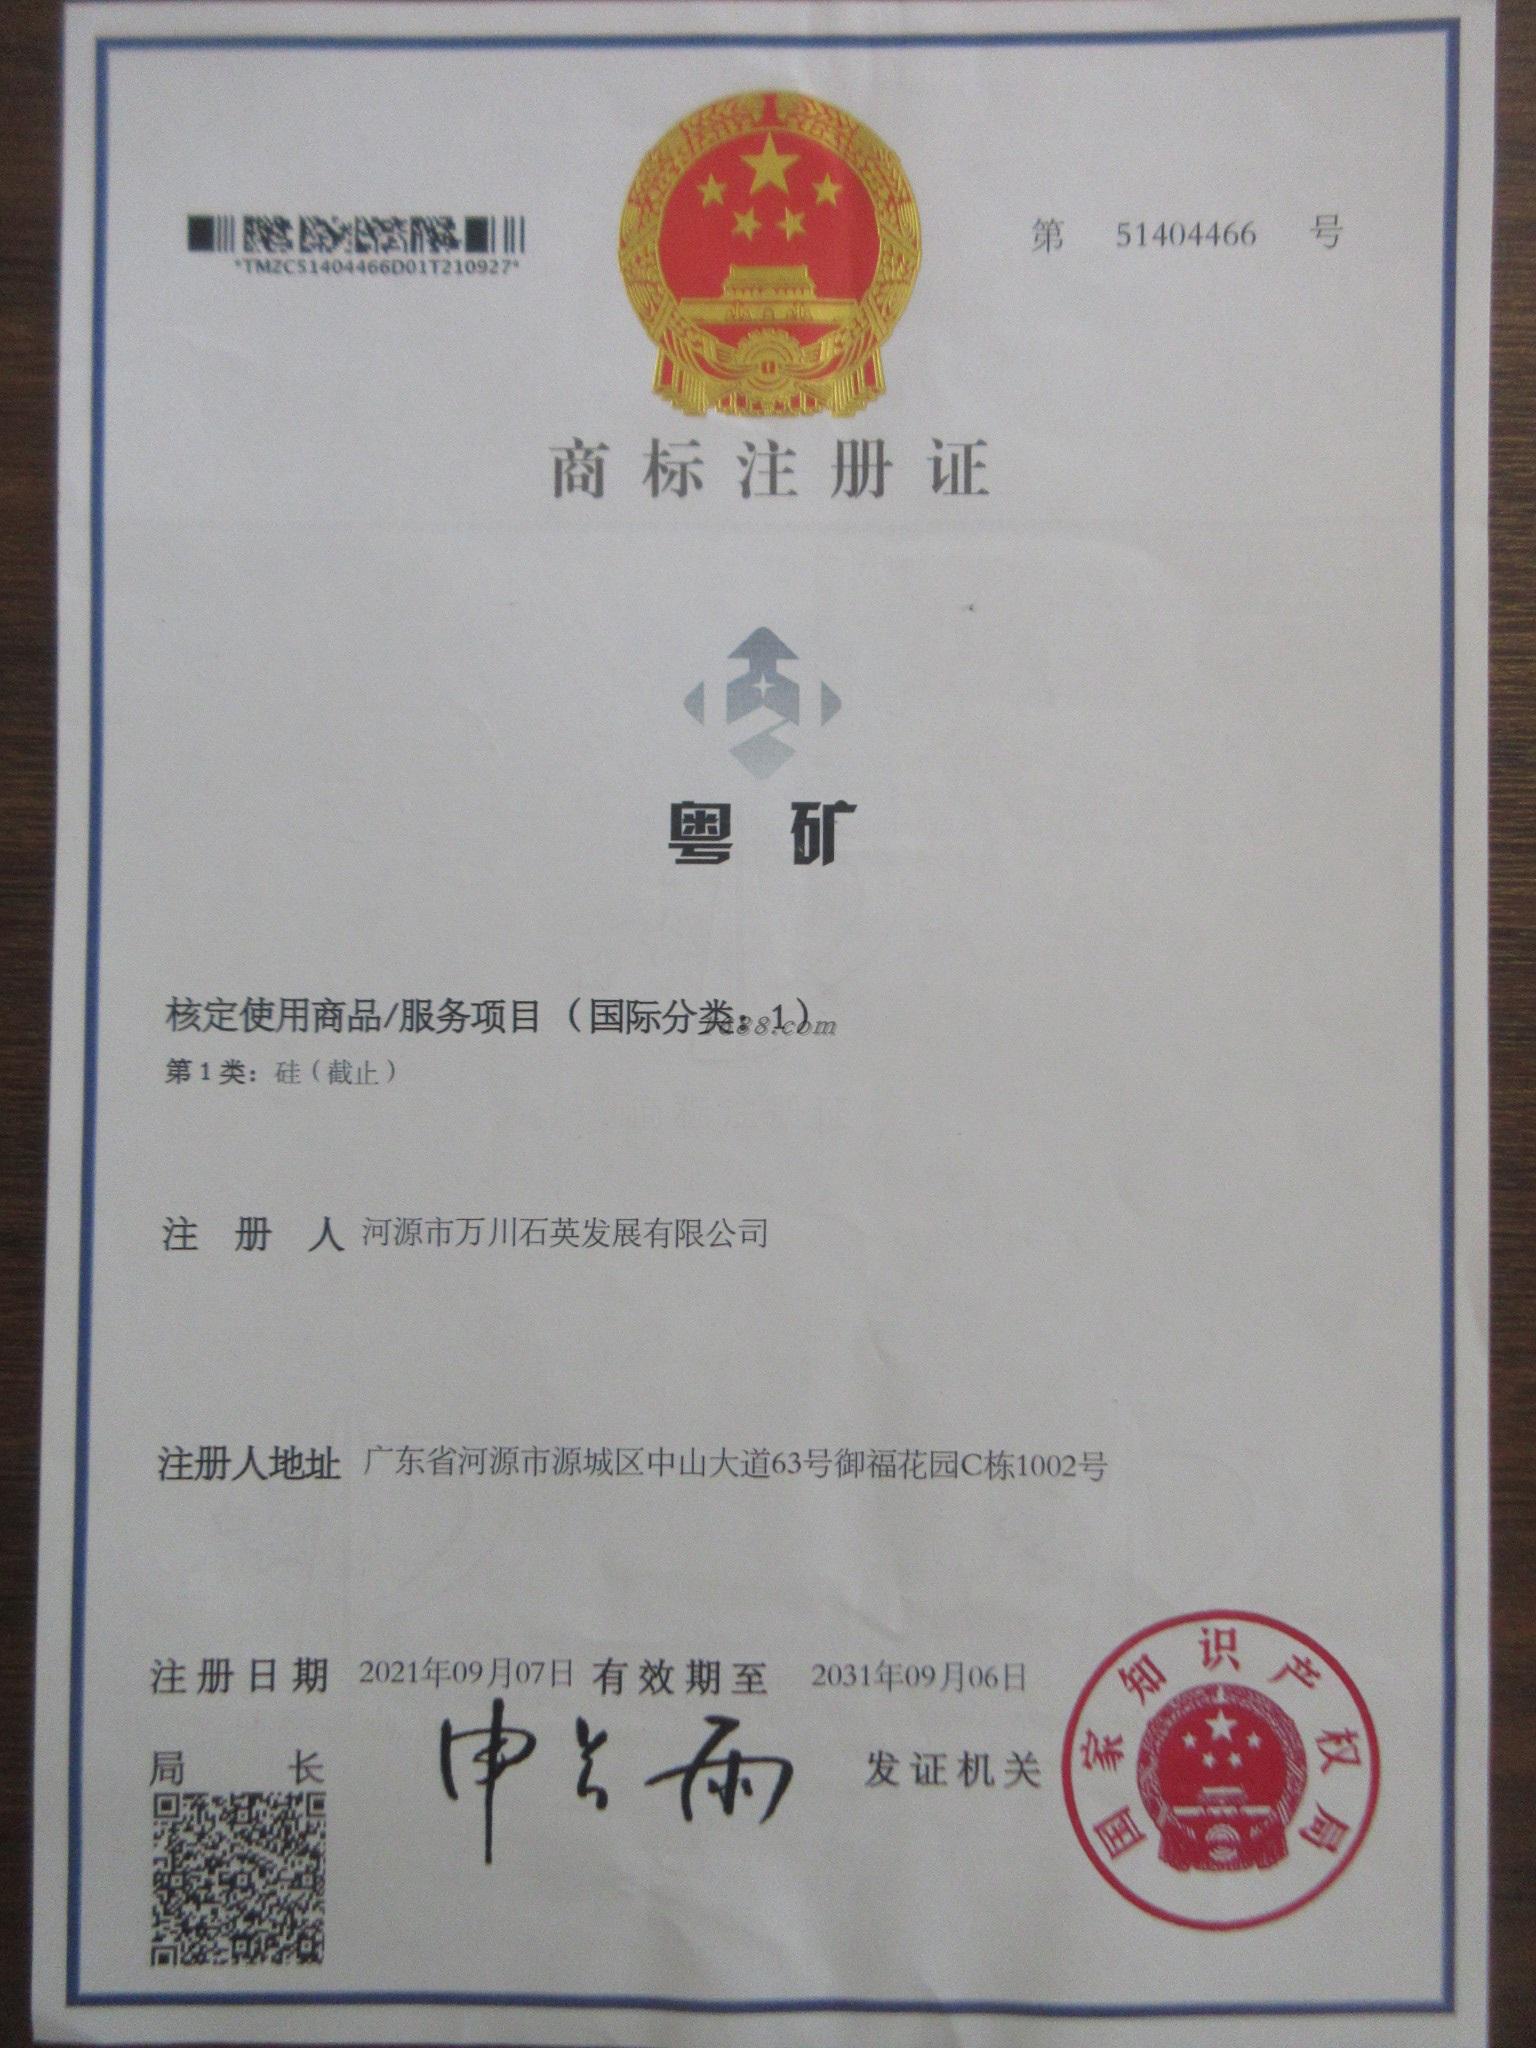 *TMZC51404466D01T210927*
第 51404466 号
商标注册证
粤矿
核定使用商品/服务项目（国际分类：1）
1688.com
第1类：硅（截止）
注册人 河源市万川石英发展有限公司
注册人地址 广东省河源市源城区中山大道63号御福花园C栋1002号
注册日期 2021年09月07日 有效期至 2031年09月06日
局长 申长雨 发证机关
国家知识产权局